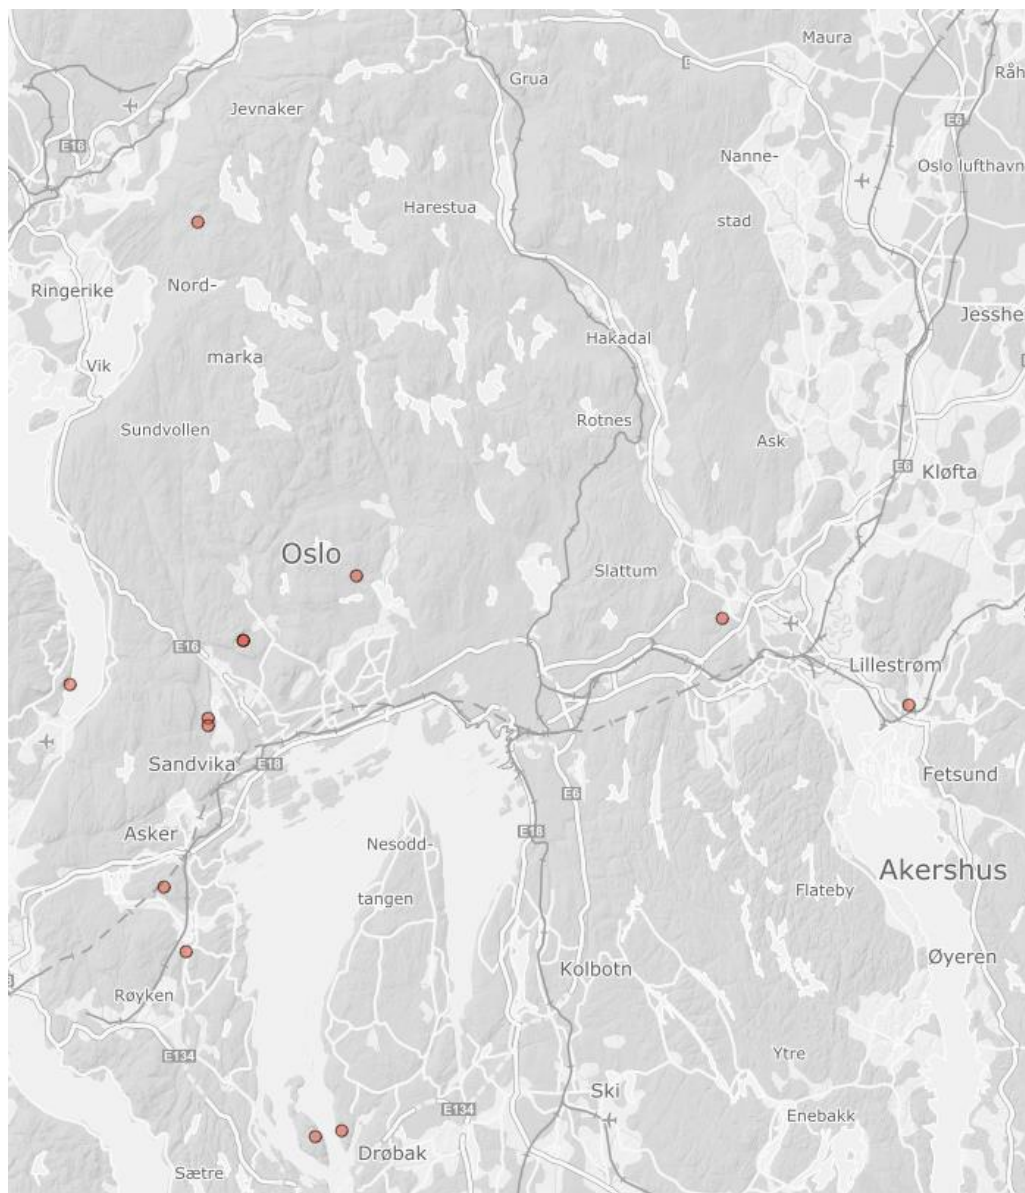 Maura
Grua
Råh
Jevnaker
E6
E16
Nanne-
Oslo lufthavn
Harestua
stad
Nord-
Ringerike
Jesshe
Hakadal
marka
Vik
Rotnes
Sundvollen
Ask
E6
Kløfta
Oslo
Slattum
E16
Lillestrøm
Sandvika
E18
Fetsund
E6
E18
Asker
Nesodd-
Akershus
Flateby
tangen
Øyeren
Kolbotn
Røyken
Ytre
E134
Ski
E134
Enebakk
Drøbak
Sætre